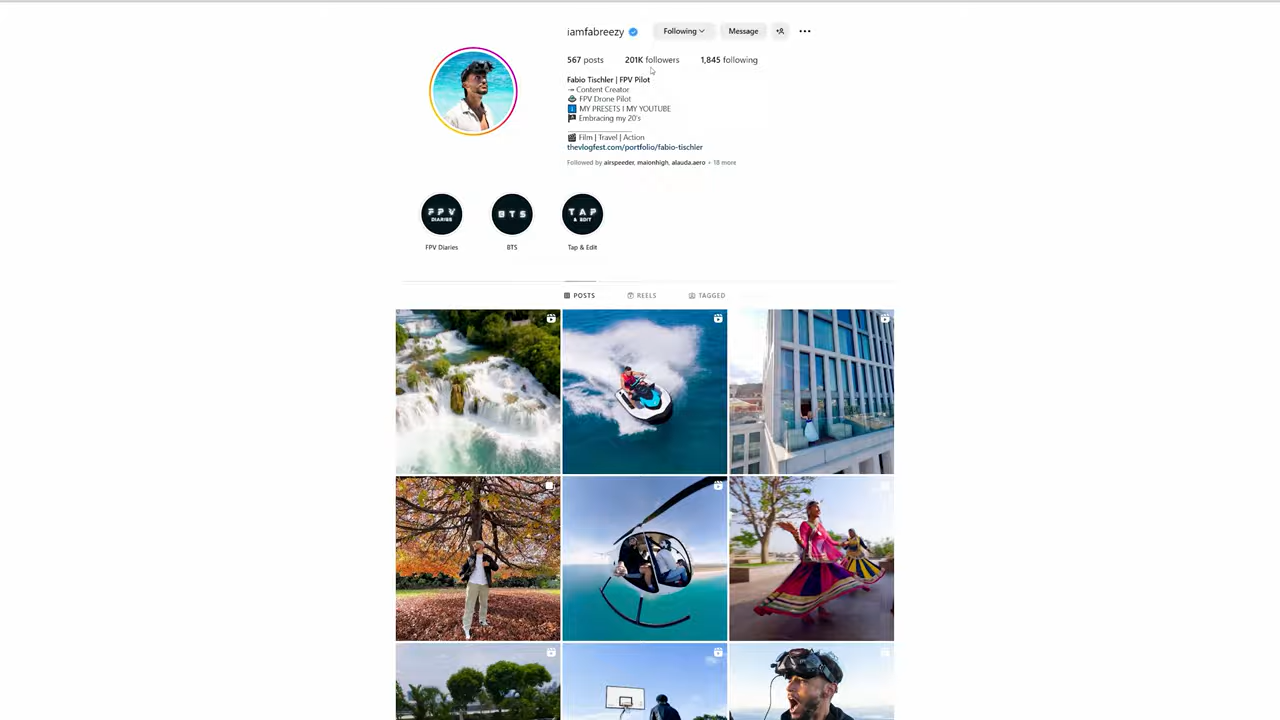 iamfabreezy Following Message
567 posts 201K followers 1,845 following
Fabio Tischler | FPV Pilot
Content Creator
FPV Drone Pilot
MY PRESETS | MY YOUTUBE
Embracing my 20's
Film | Travel | Action
thevlogfest.com/portfolio/fabio-tischler
Followed by airspeeder, maionhigh, alauda.aero + 18 more
FPV
DIARIES
BTS
TAP
& EDIT
FPV Diaries BTS Tap & Edit
POSTS REELS TAGGED